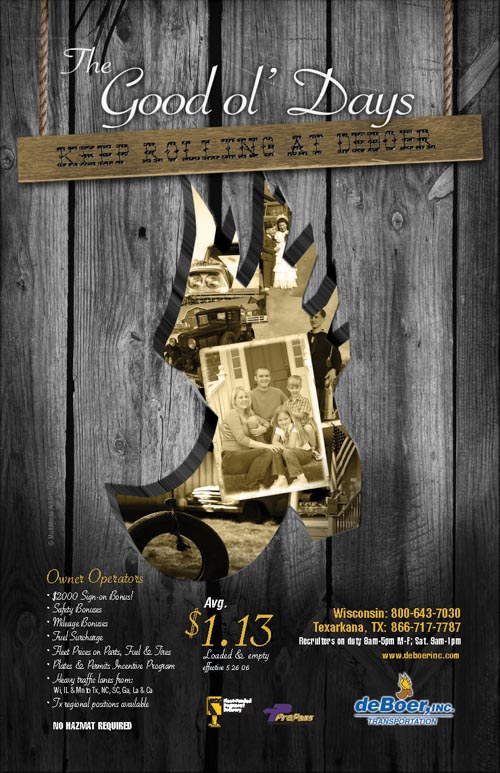 The
Good ol' Days
KEEP ROLLING AT DEBOER
Owner Operators
• $2000 Sign-on Bonus!
• Safety Bonuses
• Mileage Bonuses
• Fuel Surcharge
• Fleet Prices on Parts, Fuel & Tires
• Plates & Permits Incentive Program
• Heavy traffic lanes from:
Wi, IL & Mn to Tx, NC, SC, Ga, La & Ca
• Tx regional positions available
NO HAZMAT REQUIRED
Avg.
$1.13
Loaded & empty
effective 5 26 06
PrePass
Wisconsin: 800-643-7030
Texarkana, TX: 866-717-7787
Recruiters on duty 8am-5pm M-F; Sat. 9am-1pm
www.deboerinc.com
deBoer, INC.
TRANSPORTATION